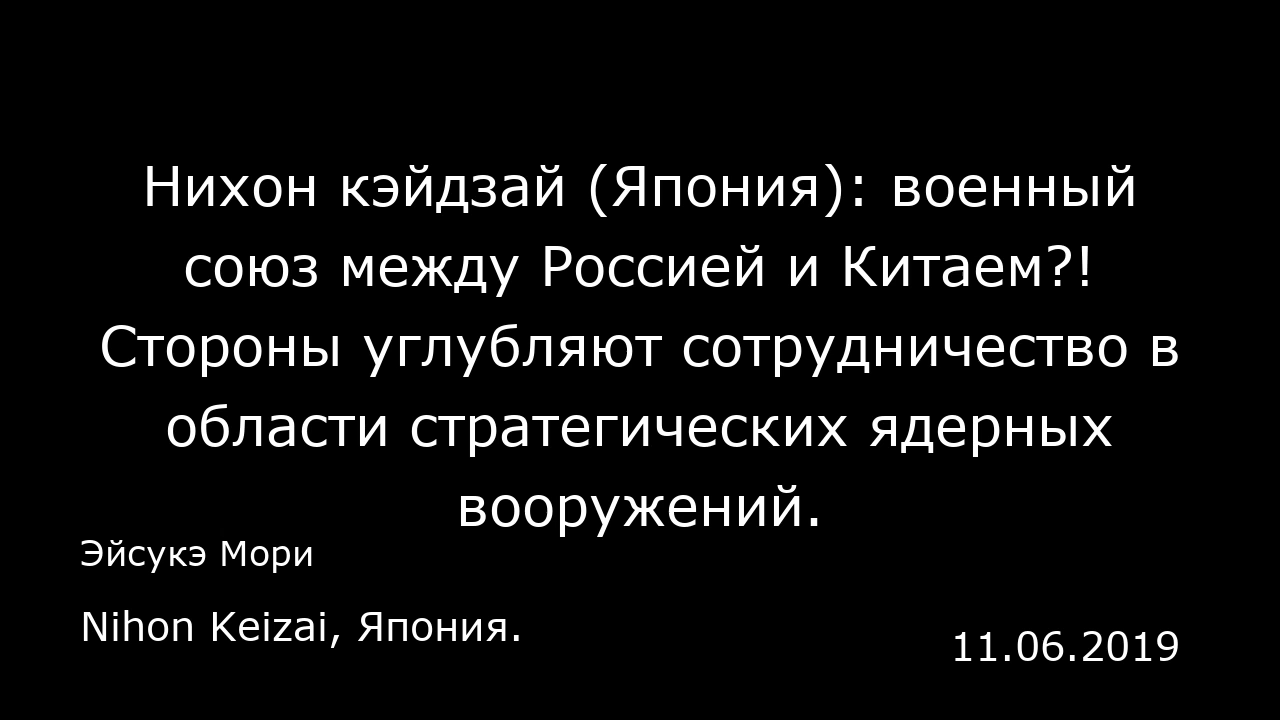 Нихон кэйдзай (Япония): военный
союз между Россией и Китаем?!
Стороны углубляют сотрудничество в
области стратегических ядерных
вооружений.
Эйсукэ Мори
Nihon Keizai, Япония.
11.06.2019